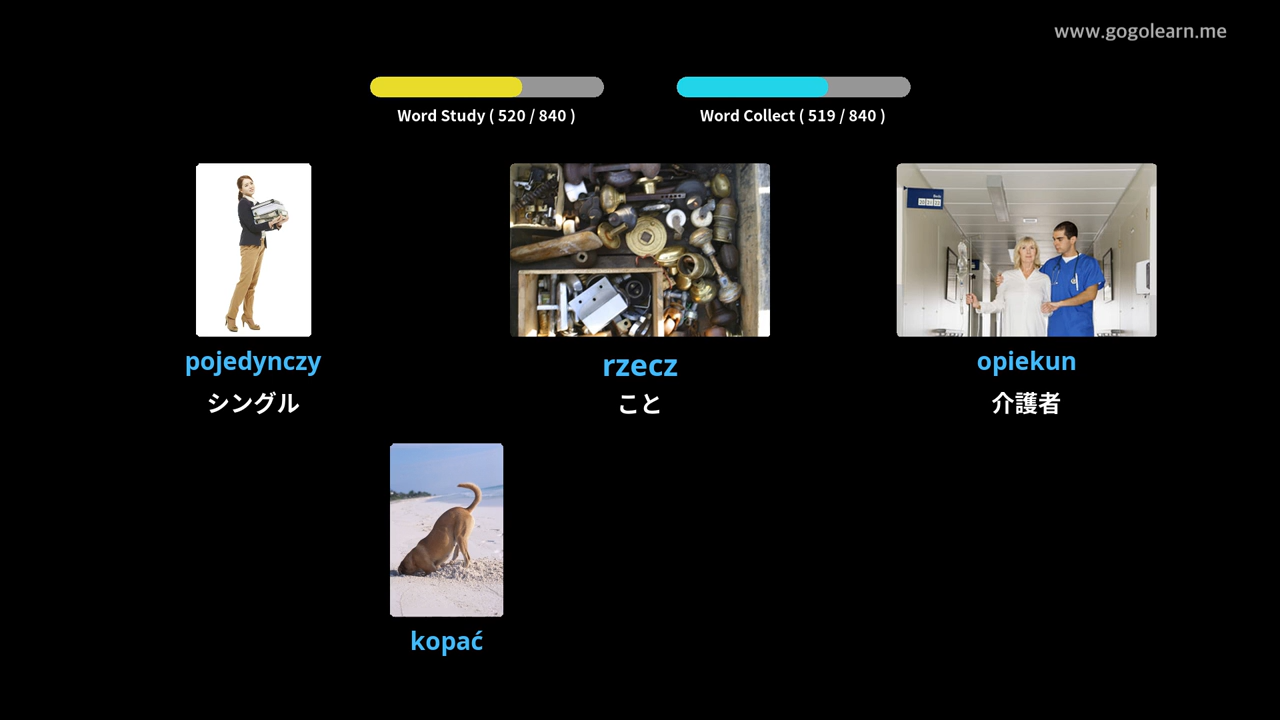 www.gogolearn.me
Word Study ( 520 / 840 )
Word Collect ( 519 / 840 )
pojedynczy
シングル
rzecz
こと
opiekun
介護者
kopać